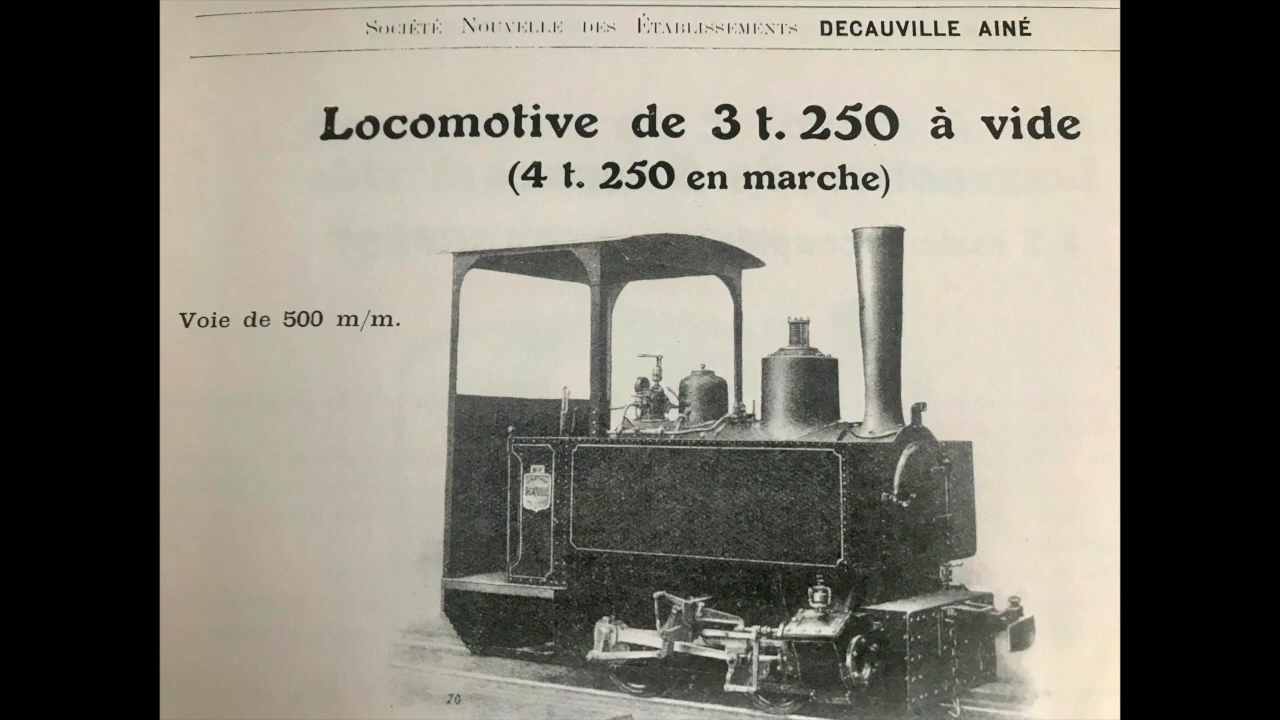 Société Nouvelle des Établissements DECAUVILLE AINÉ
Locomotive de 3 t. 250 à vide
(4 t. 250 en marche)
Voie de 500 m/m.
DECAUVILLE
20